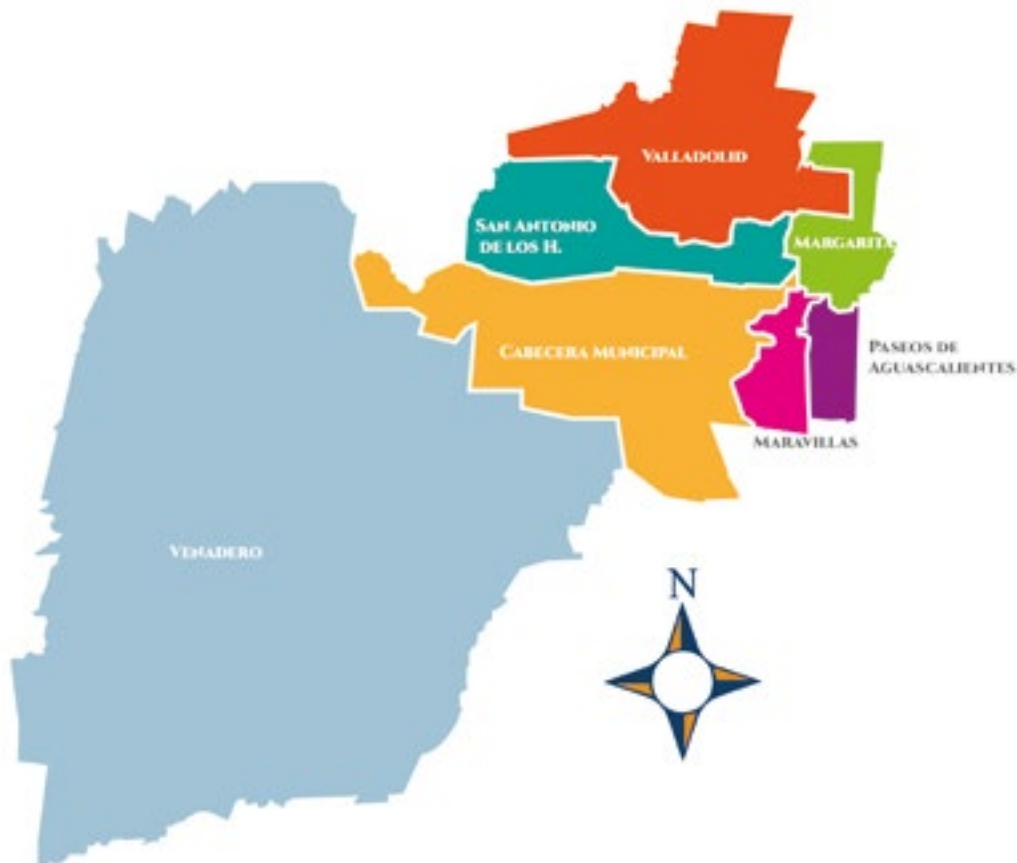 VALLADOLID
SAN ANTONIO
DE LOS H.
MARGARITA
CABECERA MUNICIPAL
PASEOS DE
AGUASCALIENTES
MARAVILLAS
VENADERO
N